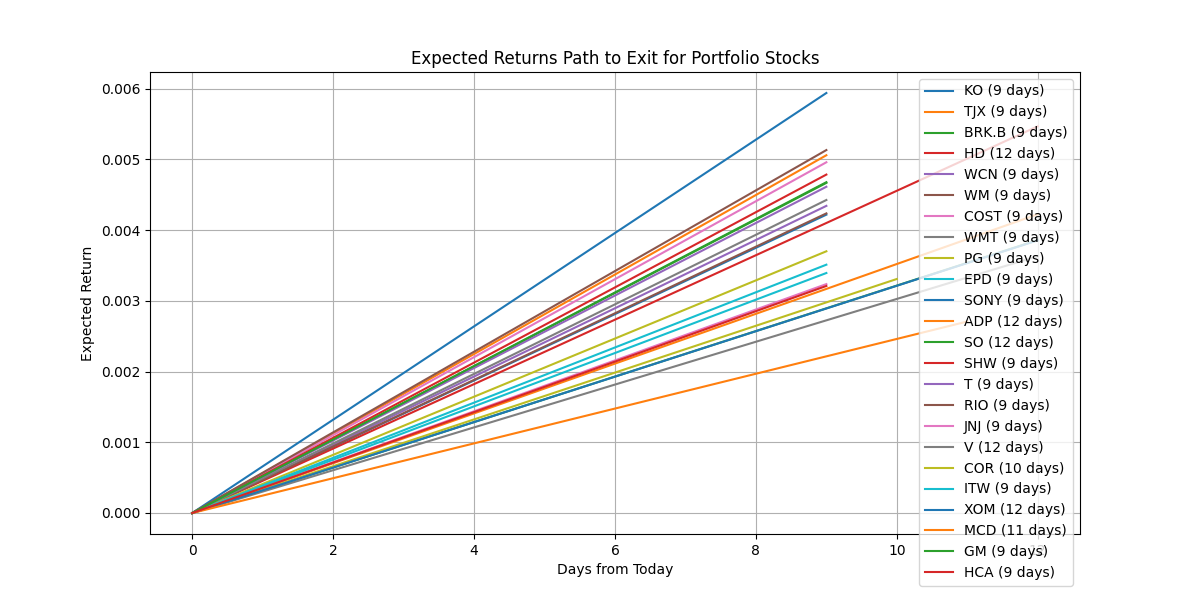 Expected Returns Path to Exit for Portfolio Stocks
Expected Return
0.006
0.005
0.004
0.003
0.002
0.001
0.000
0
2
4
6
8
10
Days from Today
KO (9 days)
TJX (9 days)
BRK.B (9 days)
HD (12 days)
WCN (9 days)
WM (9 days)
COST (9 days)
WMT (9 days)
PG (9 days)
EPD (9 days)
SONY (9 days)
ADP (12 days)
SO (12 days)
SHW (9 days)
T (9 days)
RIO (9 days)
JNJ (9 days)
V (12 days)
COR (10 days)
ITW (9 days)
XOM (12 days)
MCD (11 days)
GM (9 days)
HCA (9 days)